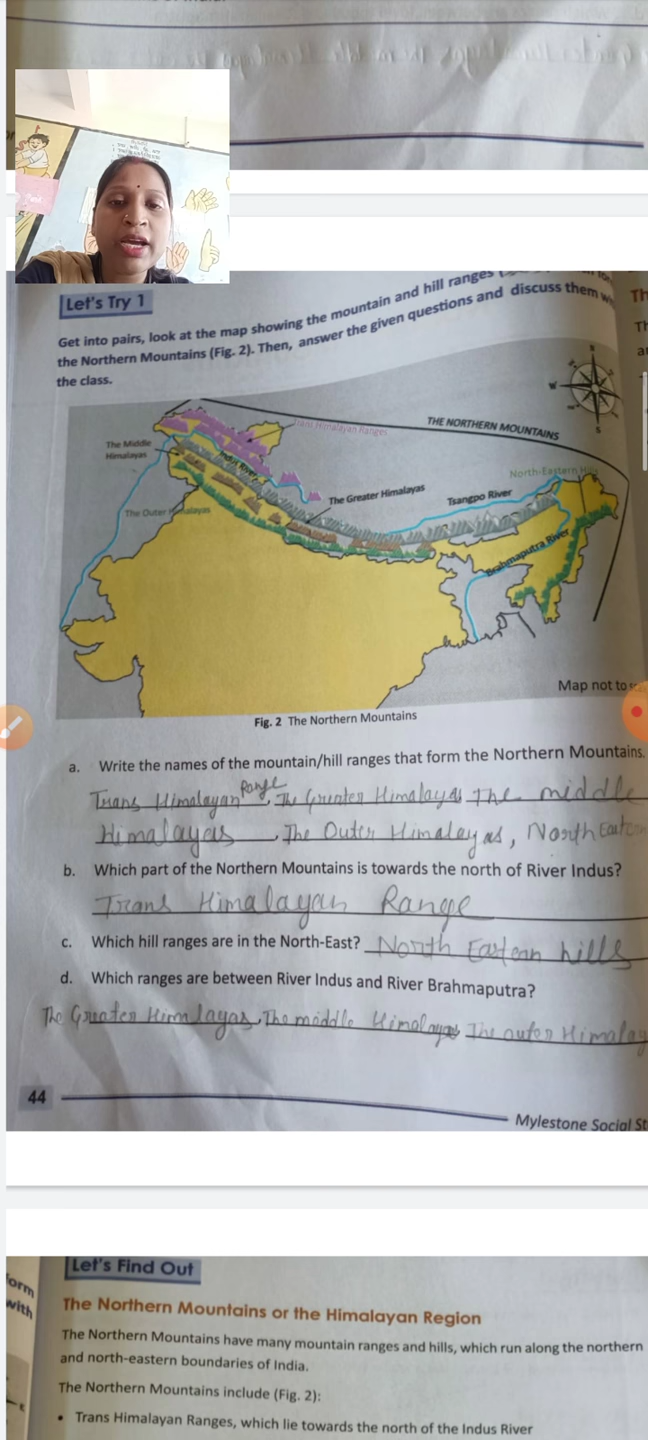 Let's Try 1
Get into pairs, look at the map showing the mountain and hill ranges
the Northern Mountains (Fig. 2). Then, answer the given questions and discuss them
the class.
Th
N
W
S
THE NORTHERN MOUNTAINS
Trans Himalayan Ranges
The Middle
Himalayas
Indus River
North-Eastern Hills
The Greater Himalayas
Tsangpo River
The Outer Himalayas
Brahmaputra River
Map not to
Fig. 2 The Northern Mountains
a. Write the names of the mountain/hill ranges that form the Northern Mountains.
Trans Himalayan Range, The Greater Himalayas The middle
Himalayas, The Outer Himalayas, North Eastern
b. Which part of the Northern Mountains is towards the north of River Indus?
Trans Himalayan Range
c. Which hill ranges are in the North-East? North Eastern hills
d. Which ranges are between River Indus and River Brahmaputra?
The Greater Himalayas, The middle Himalayas The outer Himalay
44
Mylestone Social St
Let's Find Out
form
with
The Northern Mountains or the Himalayan Region
The Northern Mountains have many mountain ranges and hills, which run along the northern
and north-eastern boundaries of India.
The Northern Mountains include (Fig. 2):
• Trans Himalayan Ranges, which lie towards the north of the Indus River